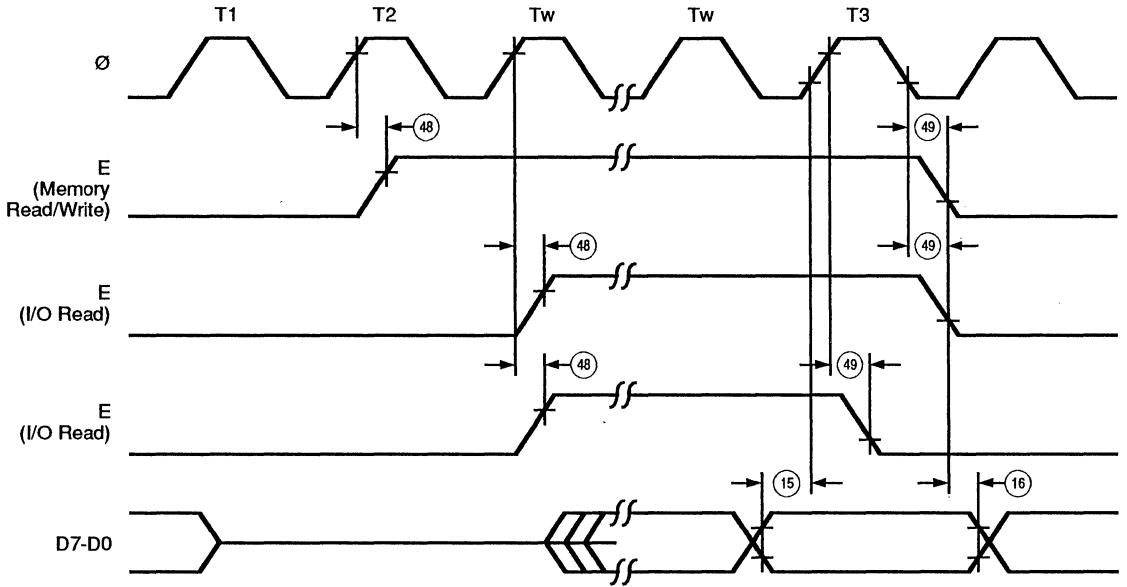 T1 T2 Tw Tw T3
Ø
48 49
E
(Memory
Read/Write)
48 49
E
(I/O Read)
48 49
E
(I/O Read)
15 16
D7-D0